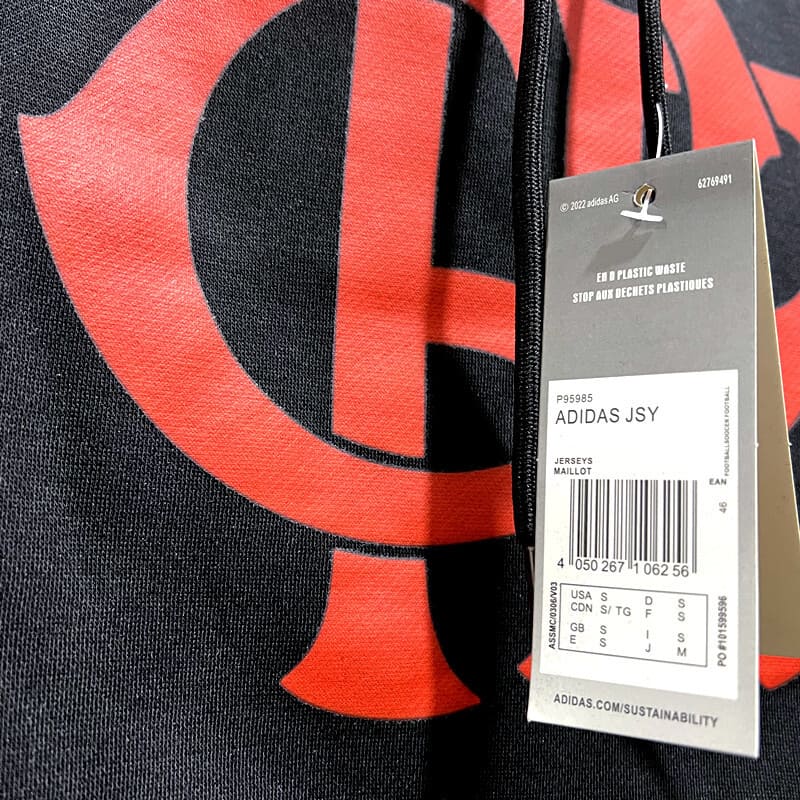 62769491
© 2022 adidas AG
EN D PLASTIC WASTE
STOP AUX DECHETS PLASTIQUES
P95985
ADIDAS JSY
JERSEYS
MAILLOT
FOOTBALL/SOCCER FOOTBALL
EAN
46
4 050267 106256
ASSMC/0306/V03
USA S D S
CDN S/ TG F S
GB S I S
E S J M
PO #101599596
ADIDAS.COM/SUSTAINABILITY